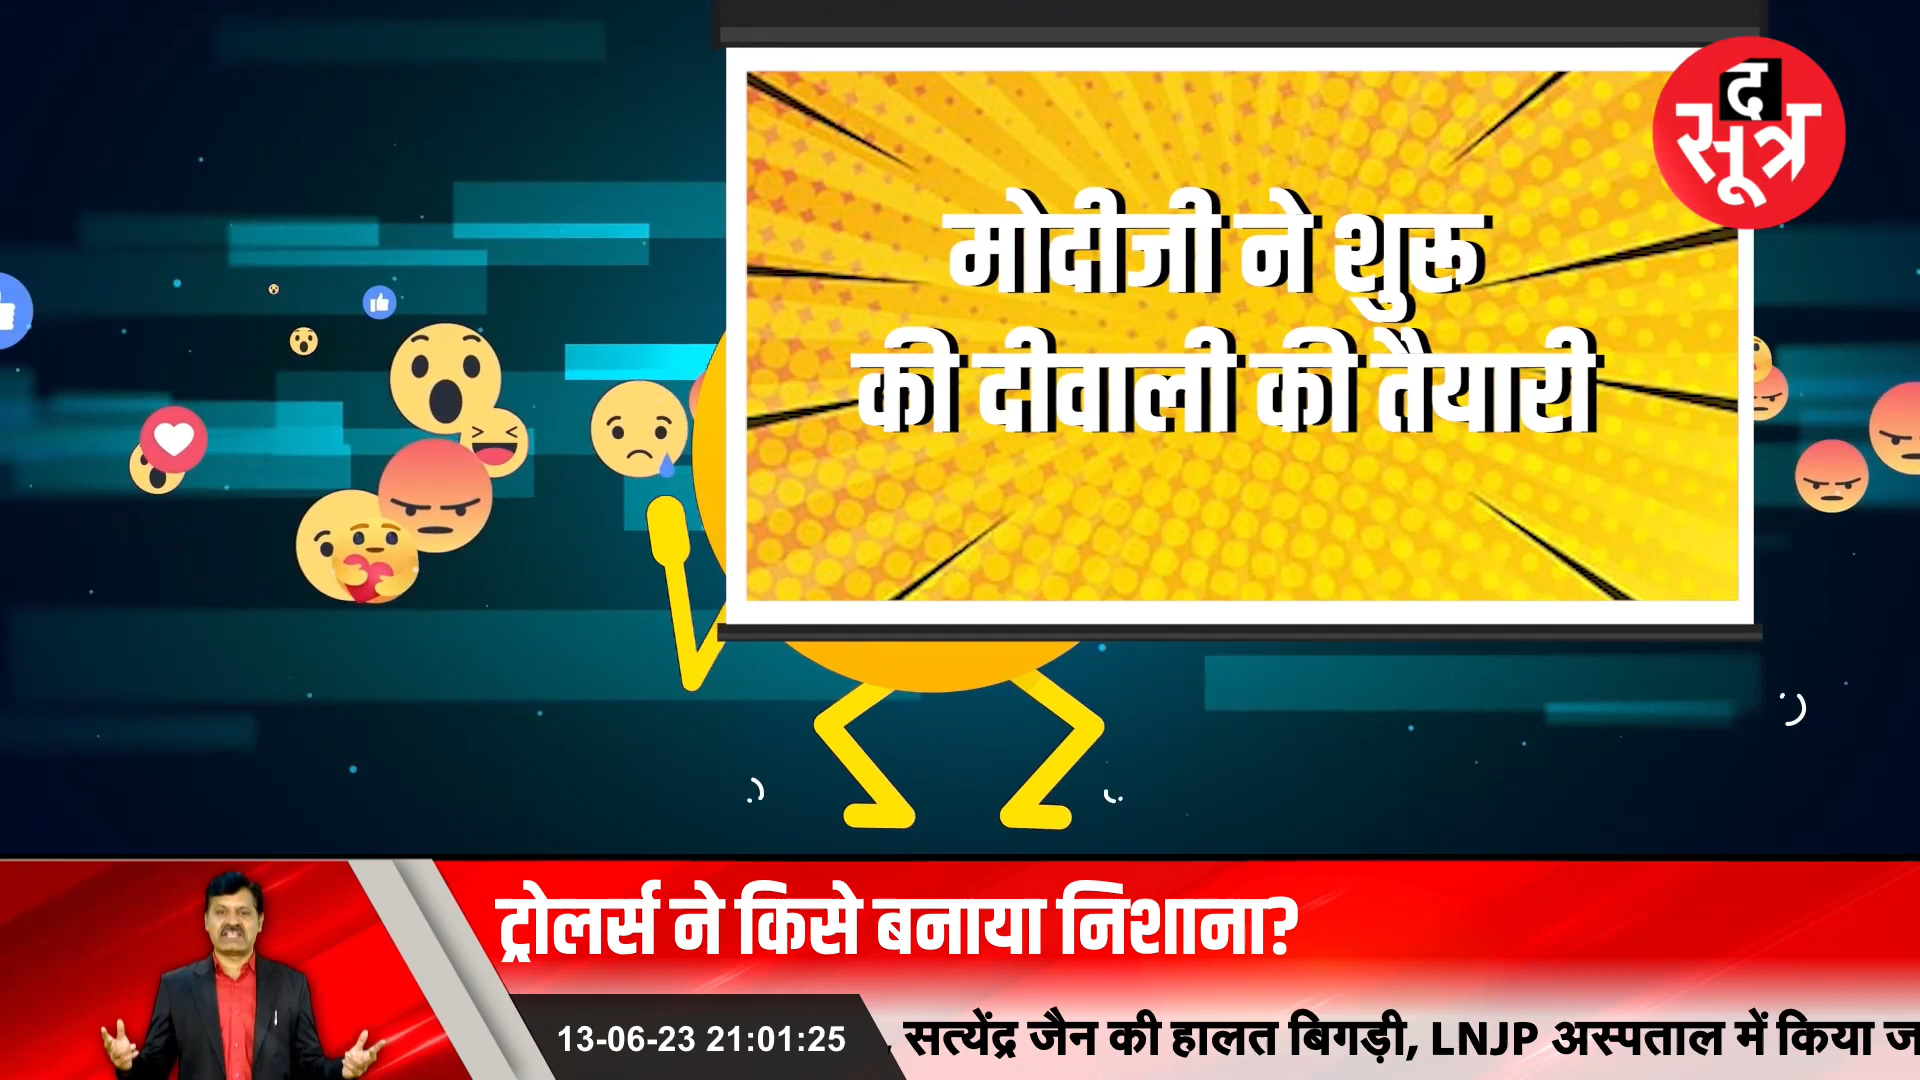 द
सूत्र
मोदीजी ने शुरू
की दीवाली की तैयारी
ट्रोलर्स ने किसे बनाया निशाना?
13-06-23 21:01:25
, सत्येंद्र जैन की हालत बिगड़ी, LNJP अस्पताल में किया